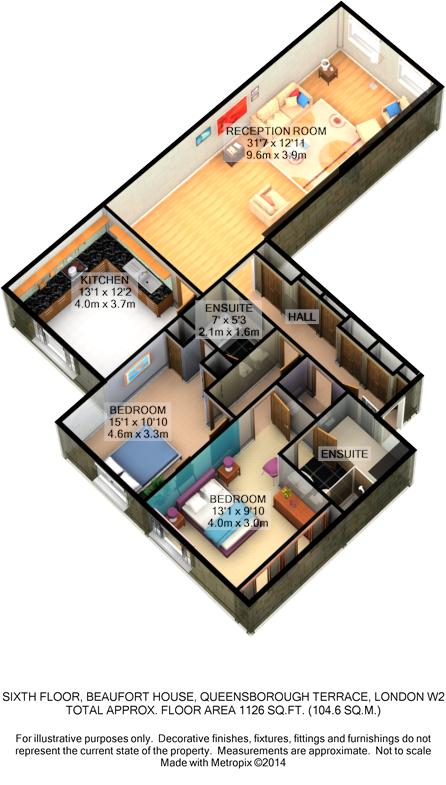 RECEPTION ROOM
31'7 x 12'11
9.6m x 3.9m
KITCHEN
13'1 x 12'2
4.0m x 3.7m
ENSUITE
7' x 5'3
2.1m x 1.6m
HALL
BEDROOM
15'1 x 10'10
4.6m x 3.3m
ENSUITE
BEDROOM
13'1 x 9'10
4.0m x 3.0m
SIXTH FLOOR, BEAUFORT HOUSE, QUEENSBOROUGH TERRACE, LONDON W2
TOTAL APPROX. FLOOR AREA 1126 SQ.FT. (104.6 SQ.M.)
For illustrative purposes only. Decorative finishes, fixtures, fittings and furnishings do not
represent the current state of the property. Measurements are approximate. Not to scale
Made with Metropix ©2014